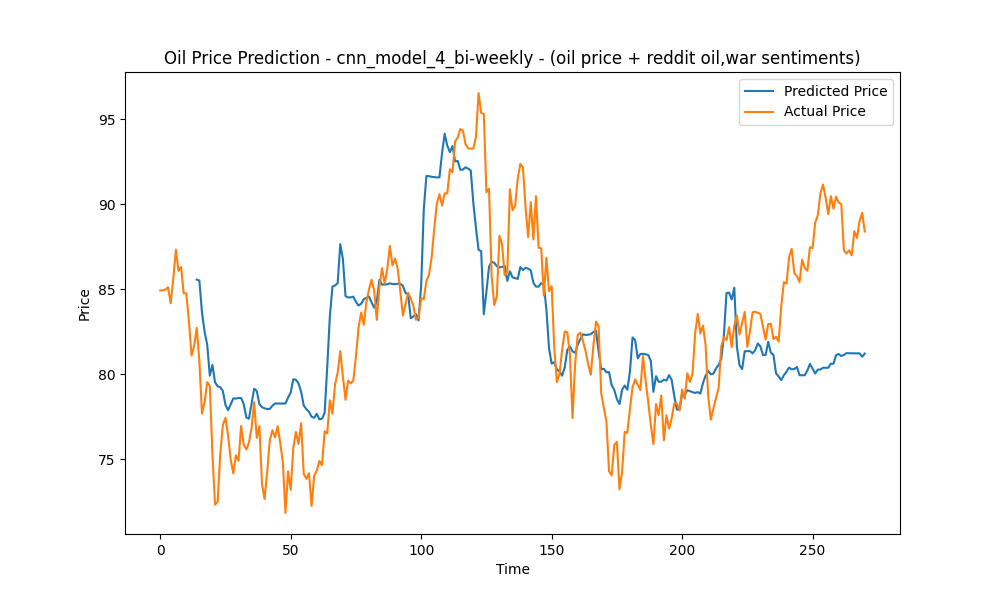 Oil Price Prediction - cnn_model_4_bi-weekly - (oil price + reddit oil,war sentiments)
Predicted Price
Actual Price
95
90
85
80
75
Price
0 50 100 150 200 250
Time